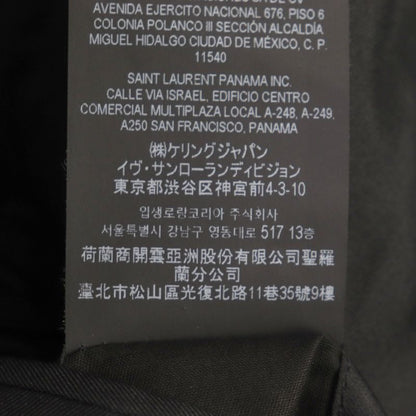 AVENIDA EJERCITO NACIONAL 676, PISO 6
COLONIA POLANCO III SECCIÓN ALCALDÍA
MIGUEL HIDALGO CIUDAD DE MÉXICO, C. P.
11540
SAINT LAURENT PANAMA INC.
CALLE VIA ISRAEL, EDIFICIO CENTRO
COMERCIAL MULTIPLAZA LOCAL A-248, A-249,
A250 SAN FRANCISCO, PANAMA
㈱ケリングジャパン
イヴ・サンローランディビジョン
東京都渋谷区神宮前4-3-10
입생로랑코리아 주식회사
서울특별시 강남구 영동대로 517 13층
荷蘭商開雲亞洲股份有限公司聖羅
蘭分公司
臺北市松山區光復北路11巷35號9樓